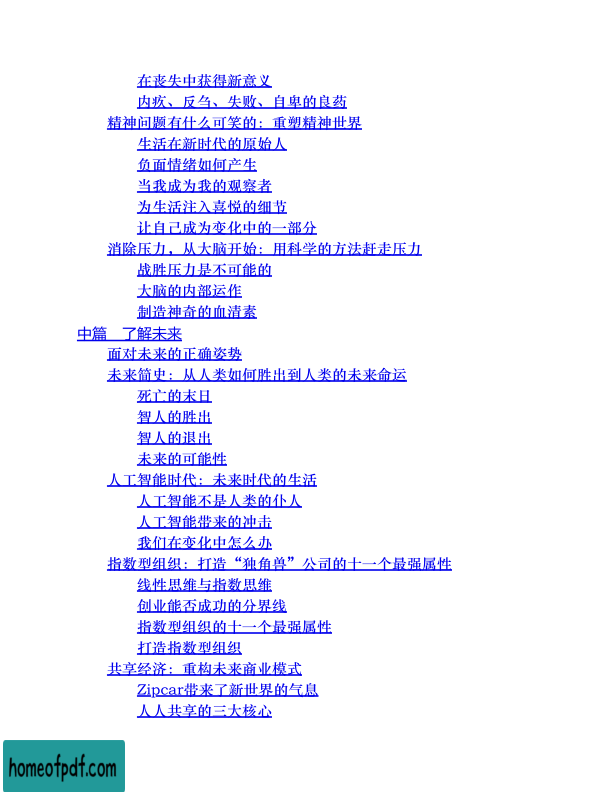 在丧失中获得新意义
内疚、反刍、失败、自卑的良药
精神问题有什么可笑的：重塑精神世界
生活在新时代的原始人
负面情绪如何产生
当我成为我的观察者
为生活注入喜悦的细节
让自己成为变化中的一部分
消除压力，从大脑开始：用科学的方法赶走压力
战胜压力是不可能的
大脑的内部运作
制造神奇的血清素
中篇　了解未来
面对未来的正确姿势
未来简史：从人类如何胜出到人类的未来命运
死亡的末日
智人的胜出
智人的退出
未来的可能性
人工智能时代：未来时代的生活
人工智能不是人类的仆人
人工智能带来的冲击
我们在变化中怎么办
指数型组织：打造“独角兽”公司的十一个最强属性
线性思维与指数思维
创业能否成功的分界线
指数型组织的十一个最强属性
打造指数型组织
共享经济：重构未来商业模式
Zipcar带来了新世界的气息
人人共享的三大核心
homeofpdf.com